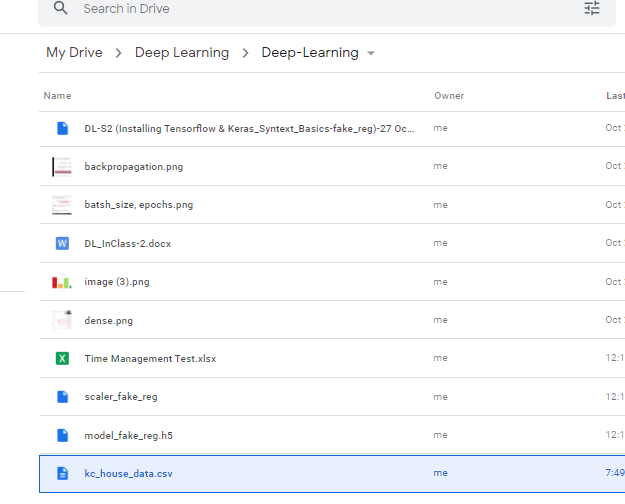 Search in Drive
My Drive > Deep Learning > Deep-Learning
Name Owner Last
DL-S2 (Installing Tensorflow & Keras_Syntext_Basics-fake_reg)-27 Oc... me Oct
backpropagation.png me Oct
batsh_size, epochs.png me Oct
W DL_InClass-2.docx me Oct
image (3).png me Oct
dense.png me Oct
X Time Management Test.xlsx me 12:1
scaler_fake_reg me 12:1
model_fake_reg.h5 me 12:1
kc_house_data.csv me 7:49